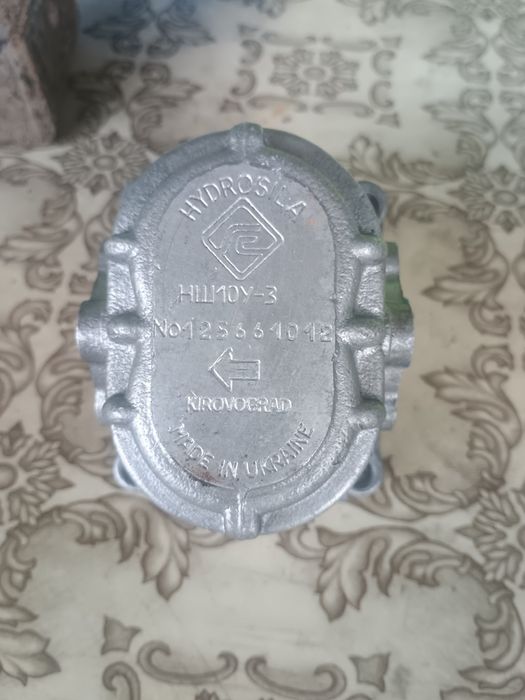 HYDROSILA
НШ10У-3
No125661012
KIROVOGRAD
MADE IN UKRAINE